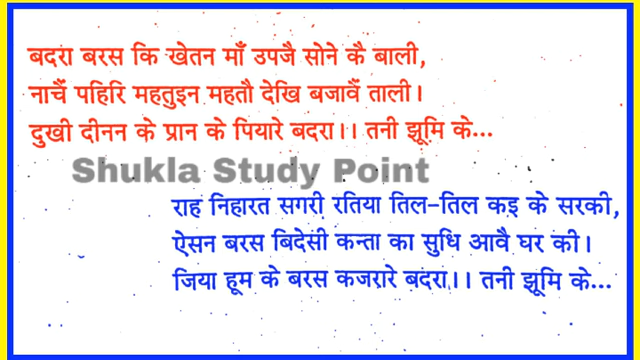 बदरा बरस कि खेतन माँ उपजै सोने कै बाली,
नाचैं पहिरि महतुइन महतौ देखि बजावैं ताली।
दुखी दीनन के प्रान के पियारे बदरा।। तनी झूमि के...
Shukla Study Point
राह निहारत सगरी रतिया तिल-तिल कइ के सरकी,
ऐसन बरस बिदेसी कन्ता का सुधि आवै घर की।
जिया हूम के बरस कजरारे बदरा।। तनी झूमि के...